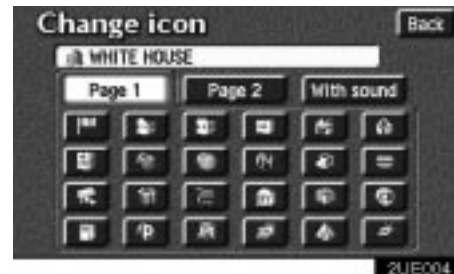 Change icon Back
WHITE HOUSE
Page 1 Page 2 With sound
P
2UE004